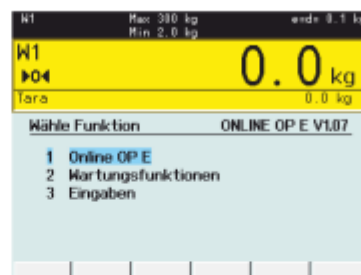 W1 Max 300 kg e=d= 0.1 k
Min 2.0 kg
W1
0.0 kg
▸0◂
Tara 0.0 kg
Wähle Funktion ONLINE OP E V1.07
1 Online OP E
2 Wartungsfunktionen
3 Eingaben